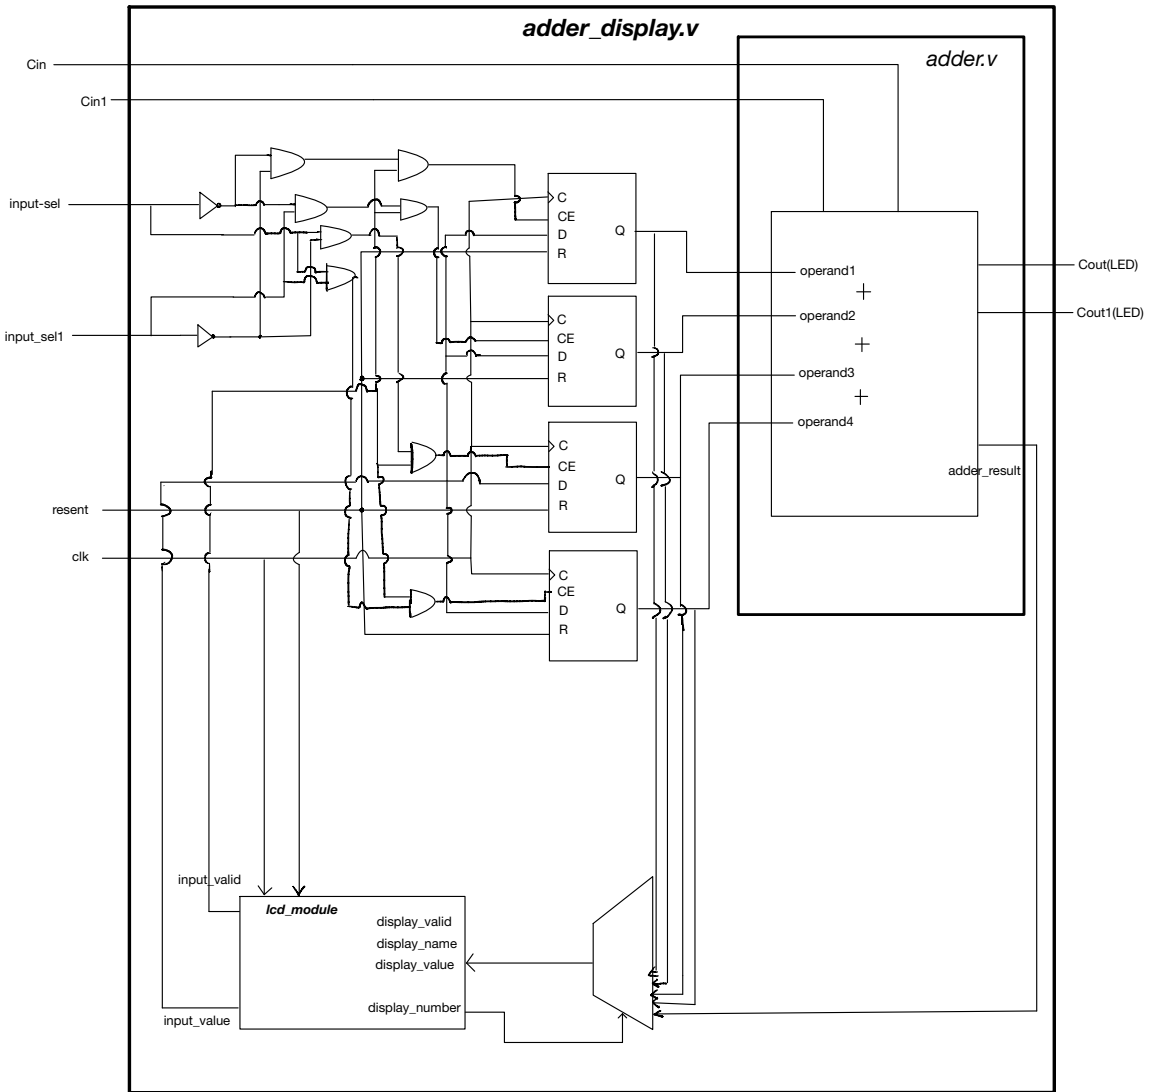 adder_display.v
adder.v
Cin
Cin1
input-sel
input_sel1
resent
clk
C
CE
D
R
Q
C
CE
D
R
Q
C
CE
D
R
Q
C
CE
D
R
Q
operand1
+
operand2
+
operand3
+
operand4
adder_result
Cout(LED)
Cout1(LED)
input_valid
lcd_module
display_valid
display_name
display_value
display_number
input_value